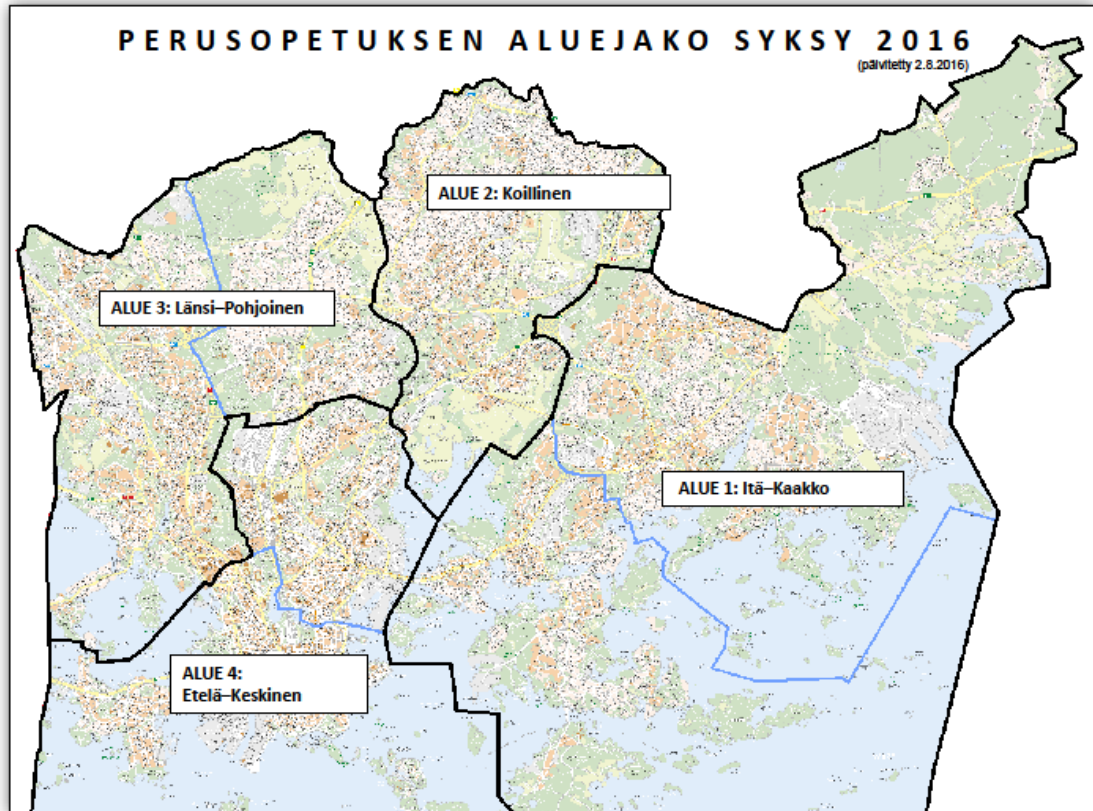 PERUSOPETUKSEN ALUEJAKO SYKSY 2016
(päivitetty 2.8.2016)
ALUE 2: Koillinen
ALUE 3: Länsi–Pohjoinen
ALUE 1: Itä–Kaakko
ALUE 4:
Etelä–Keskinen